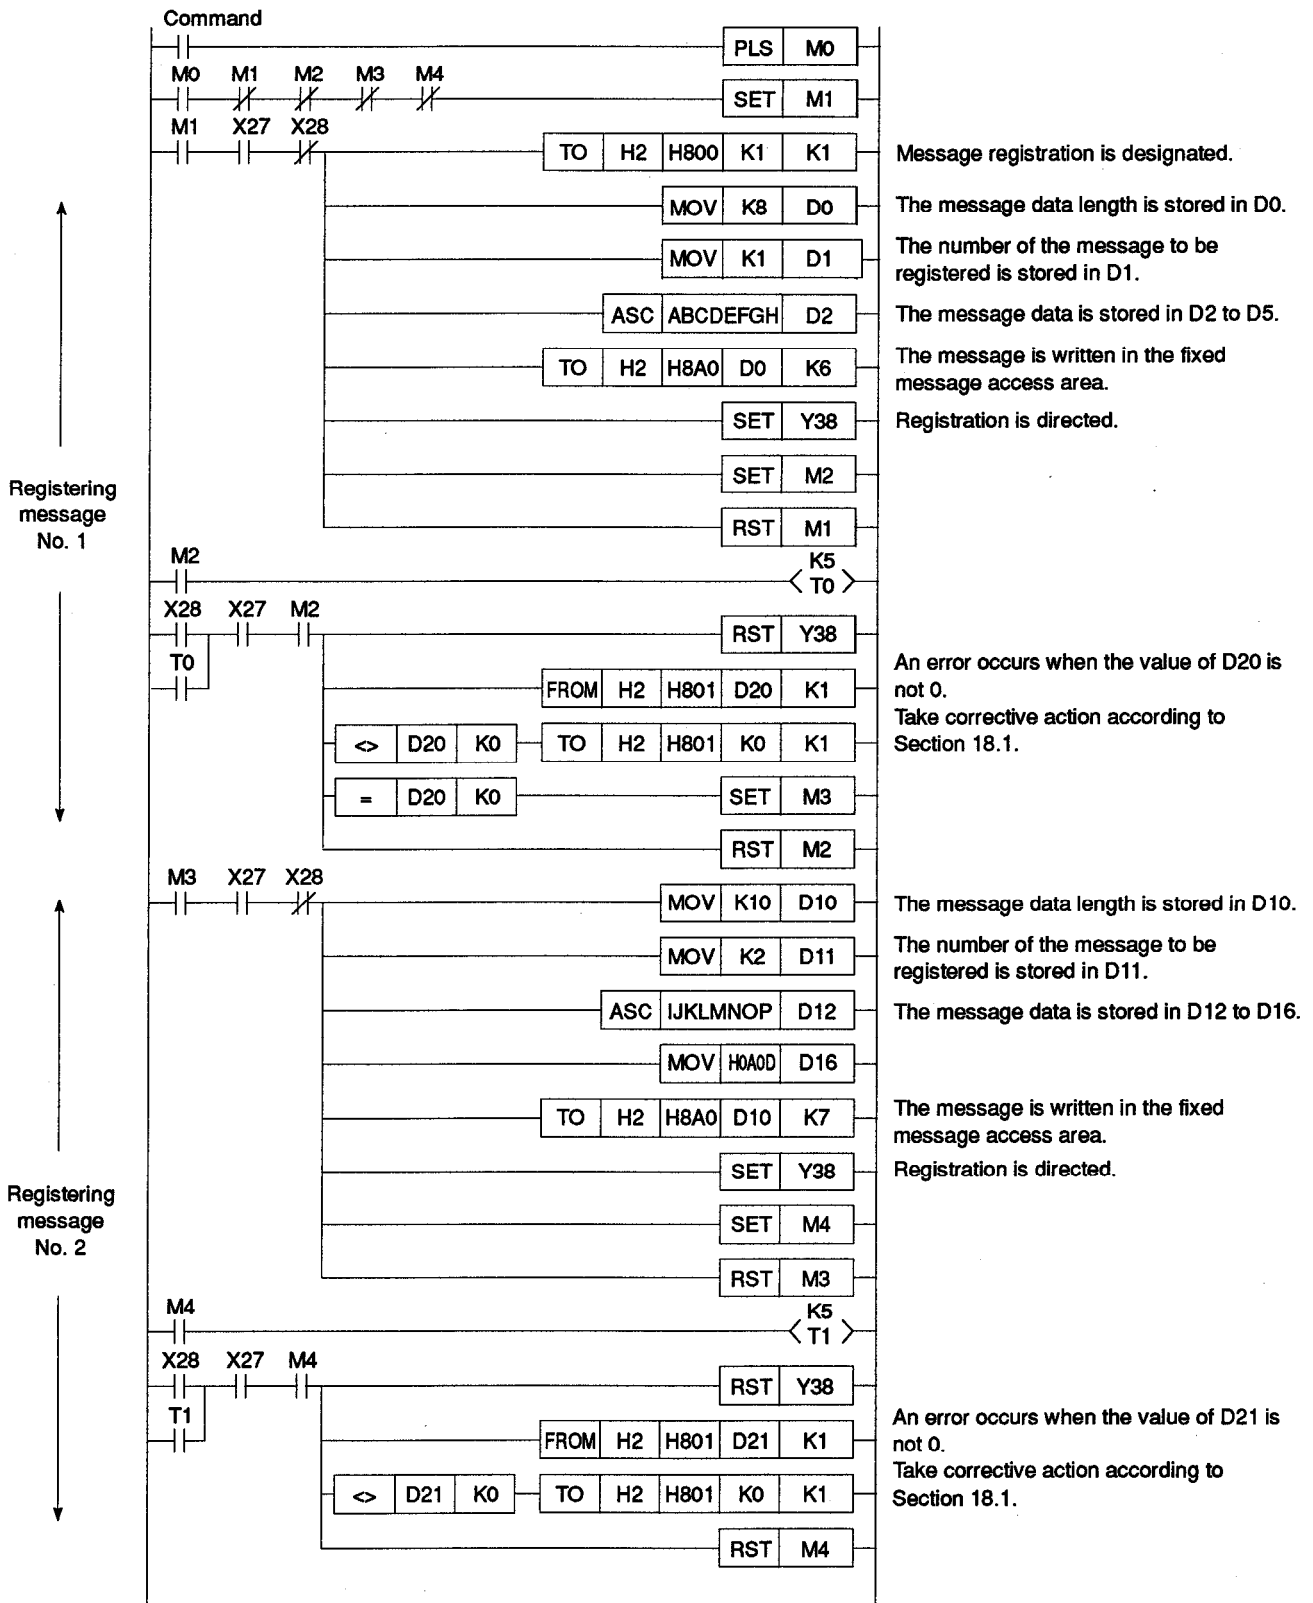 Command
PLS M0
M0 M1 M2 M3 M4
SET M1
M1 X27 X28
TO H2 H800 K1 K1 Message registration is designated.
MOV K8 D0 The message data length is stored in D0.
MOV K1 D1 The number of the message to be
registered is stored in D1.
ASC ABCDEFGH D2 The message data is stored in D2 to D5.
TO H2 H8A0 D0 K6 The message is written in the fixed
message access area.
SET Y38 Registration is directed.
SET M2
RST M1
Registering
message
No. 1
M2 K5
T0
X28 X27 M2
RST Y38
T0
FROM H2 H801 D20 K1 An error occurs when the value of D20 is
not 0.
<> D20 K0 TO H2 H801 K0 K1 Take corrective action according to
Section 18.1.
= D20 K0 SET M3
RST M2
M3 X27 X28
MOV K10 D10 The message data length is stored in D10.
MOV K2 D11 The number of the message to be
registered is stored in D11.
ASC IJKLMNOP D12 The message data is stored in D12 to D16.
MOV H0A0D D16
TO H2 H8A0 D10 K7 The message is written in the fixed
message access area.
SET Y38 Registration is directed.
SET M4
RST M3
Registering
message
No. 2
M4 K5
T1
X28 X27 M4
RST Y38
T1
FROM H2 H801 D21 K1 An error occurs when the value of D21 is
not 0.
<> D21 K0 TO H2 H801 K0 K1 Take corrective action according to
Section 18.1.
RST M4